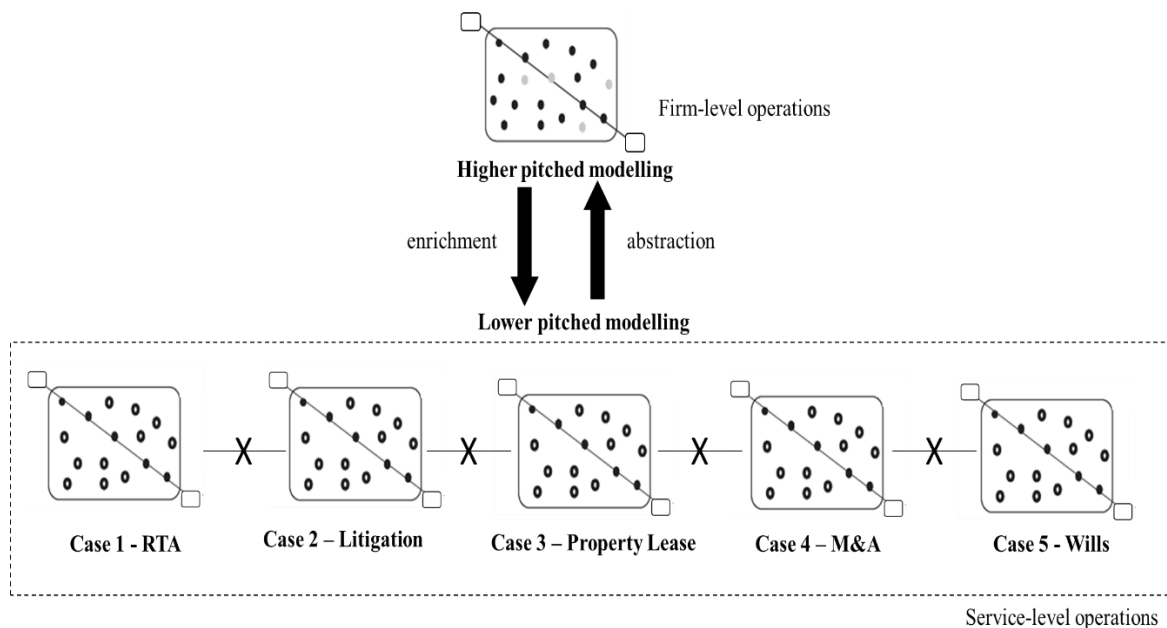 Firm-level operations
Higher pitched modelling
enrichment
abstraction
Lower pitched modelling
X X X X
Case 1 - RTA
Case 2 – Litigation
Case 3 – Property Lease
Case 4 – M&A
Case 5 - Wills
Service-level operations